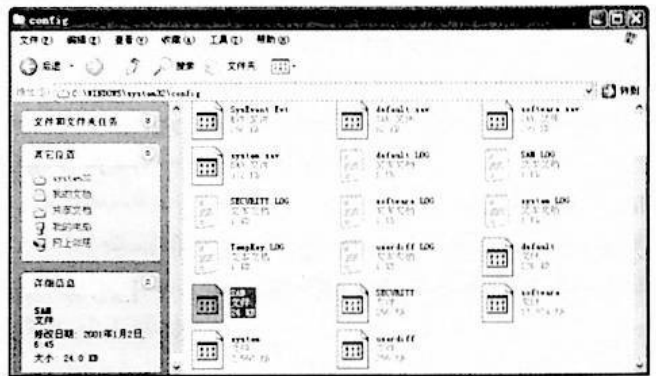 config
文件(F) 编辑(E) 查看(V) 收藏(A) 工具(T) 帮助(H)
后退 搜索 文件夹
C:\WINDOWS\system32\config 转到
文件和文件夹任务
其它位置
system32
我的文档
共享文档
我的电脑
网上邻居
详细信息
SAM
文件
修改日期: 2001年1月2日,
6:45
大小: 24.0 KB
SysEvent.Evt
default.sav
software.sav
system.sav
default.LOG
文本文档
SAM.LOG
文本文档
SECURITY.LOG
文本文档
software.LOG
文本文档
system.LOG
文本文档
TempKey.LOG
文本文档
userdiff.LOG
文本文档
default
文件
SAM
文件
24 KB
SECURITY
文件
256 KB
software
文件
system
文件
userdiff
文件
256 KB